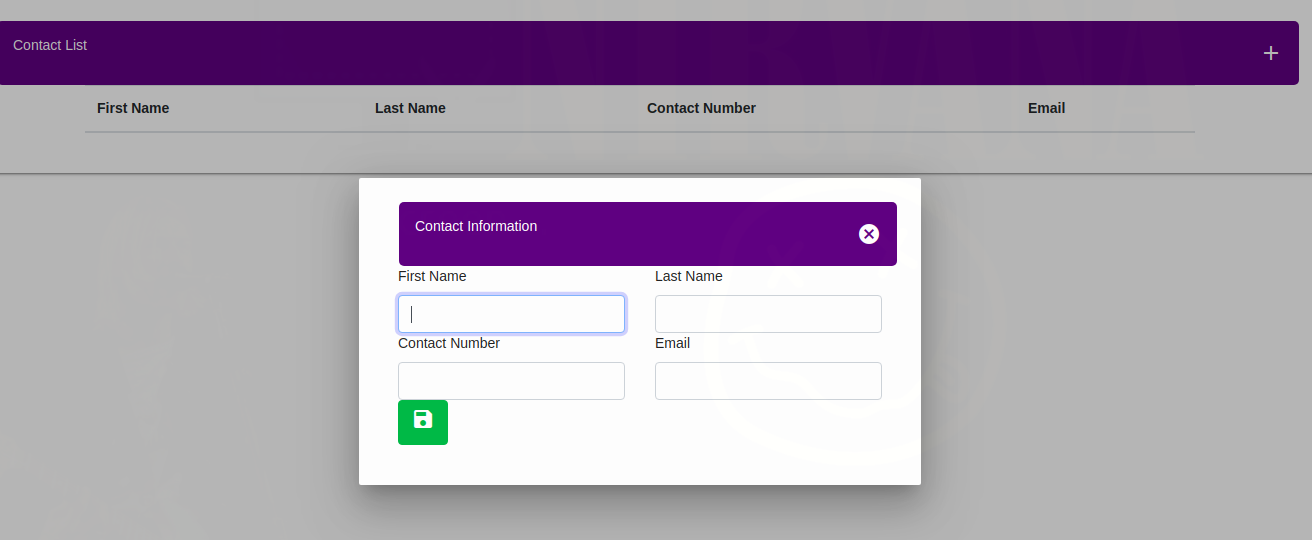 Contact List
+
First Name Last Name Contact Number Email
Contact Information
First Name Last Name
Contact Number Email